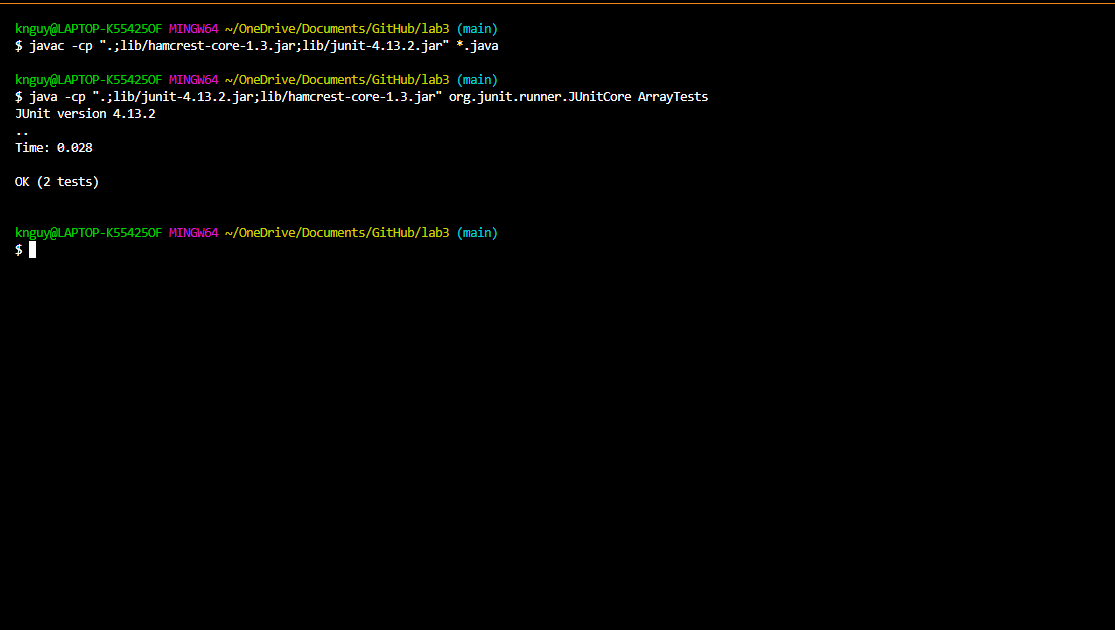 knguy@LAPTOP-K55425OF MINGW64 ~/OneDrive/Documents/GitHub/lab3 (main)
$ javac -cp ".;lib/hamcrest-core-1.3.jar;lib/junit-4.13.2.jar" *.java
knguy@LAPTOP-K55425OF MINGW64 ~/OneDrive/Documents/GitHub/lab3 (main)
$ java -cp ".;lib/junit-4.13.2.jar;lib/hamcrest-core-1.3.jar" org.junit.runner.JUnitCore ArrayTests
JUnit version 4.13.2
..
Time: 0.028
OK (2 tests)
knguy@LAPTOP-K55425OF MINGW64 ~/OneDrive/Documents/GitHub/lab3 (main)
$